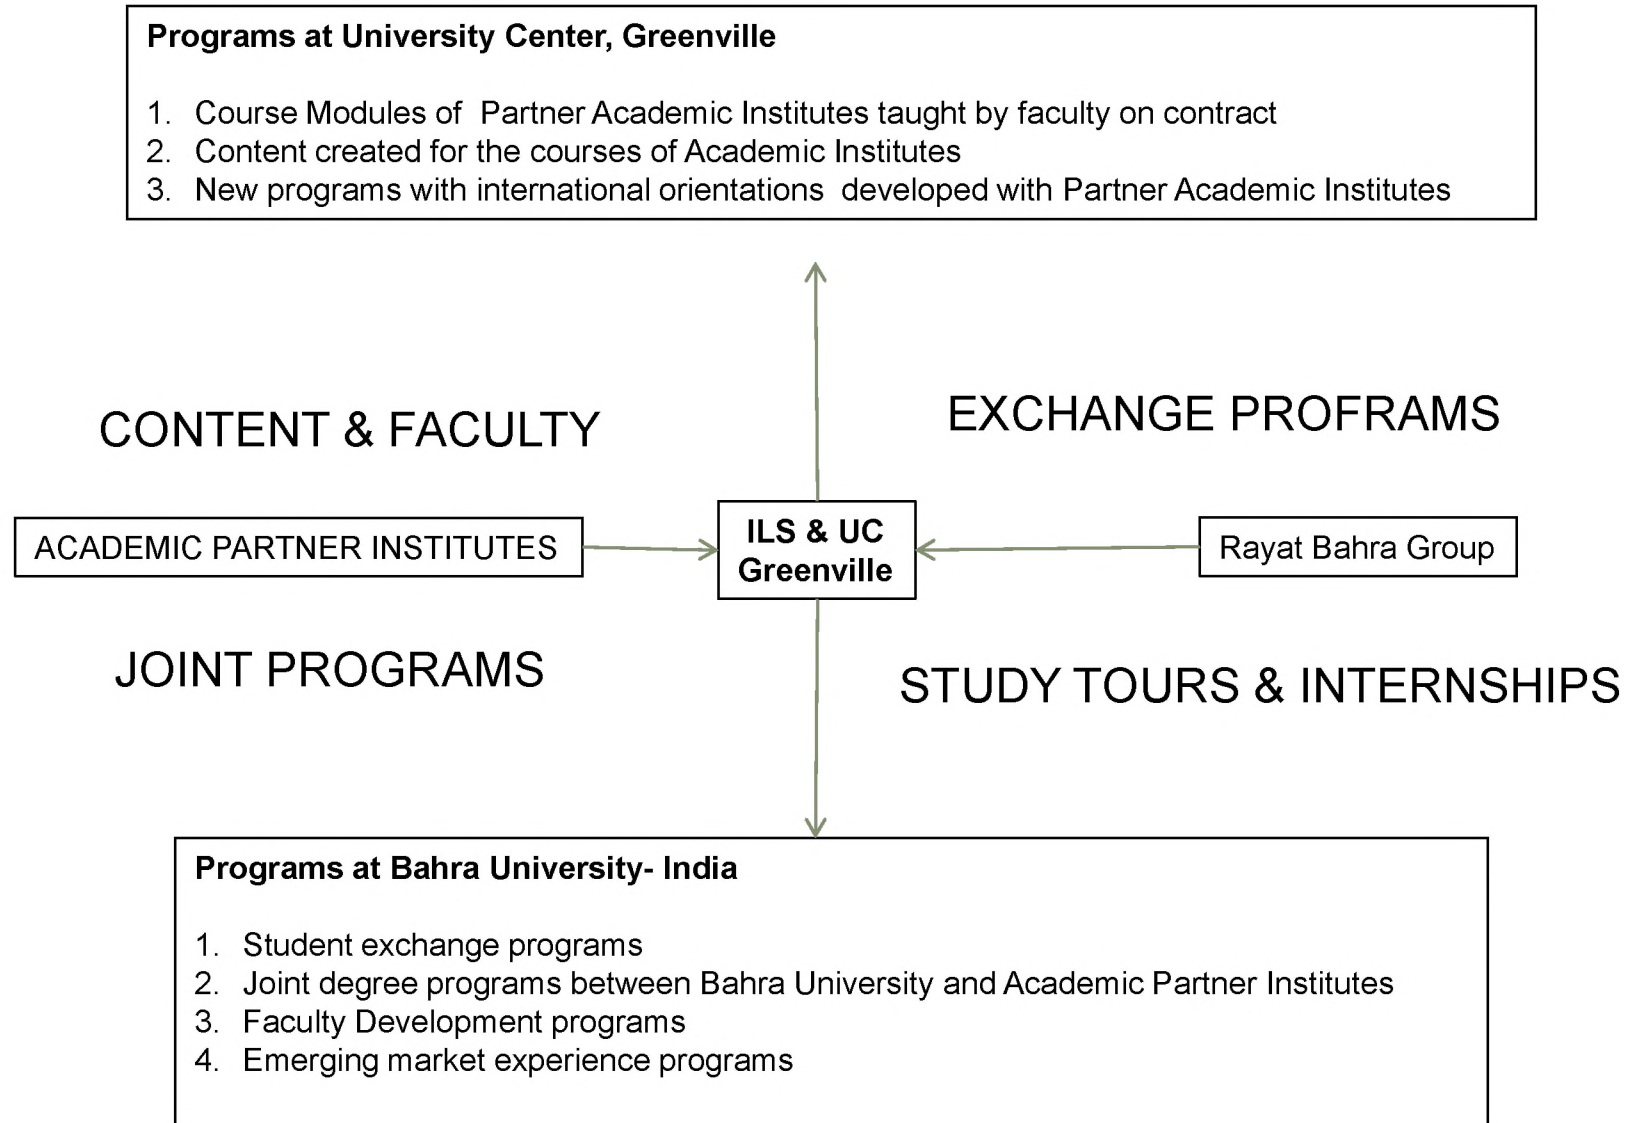 Programs at University Center, Greenville
1. Course Modules of Partner Academic Institutes taught by faculty on contract
2. Content created for the courses of Academic Institutes
3. New programs with international orientations developed with Partner Academic Institutes
CONTENT & FACULTY
EXCHANGE PROFRAMS
ACADEMIC PARTNER INSTITUTES
ILS & UC
Greenville
Rayat Bahra Group
JOINT PROGRAMS
STUDY TOURS & INTERNSHIPS
Programs at Bahra University- India
1. Student exchange programs
2. Joint degree programs between Bahra University and Academic Partner Institutes
3. Faculty Development programs
4. Emerging market experience programs